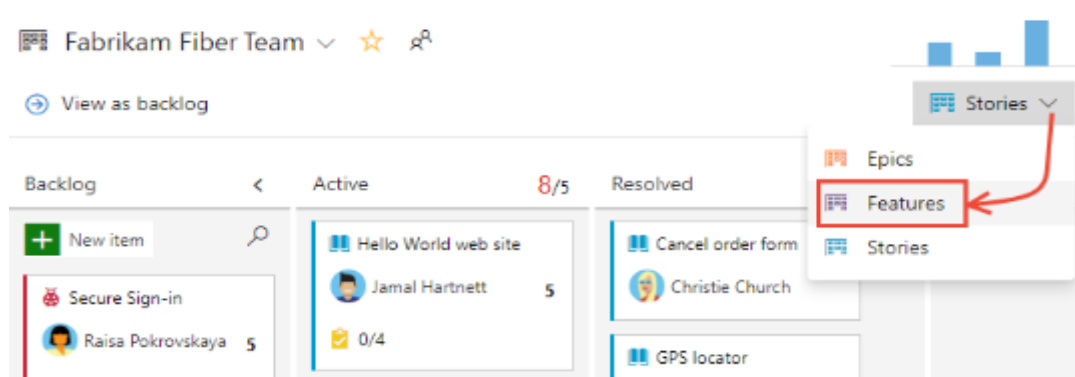 Fabrikam Fiber Team
View as backlog
Stories
Epics
Features
Stories
Backlog
Active
8/5
Resolved
New item
Secure Sign-in
Raisa Pokrovskaya 5
Hello World web site
Jamal Hartnett 5
0/4
Cancel order form
Christie Church
GPS locator